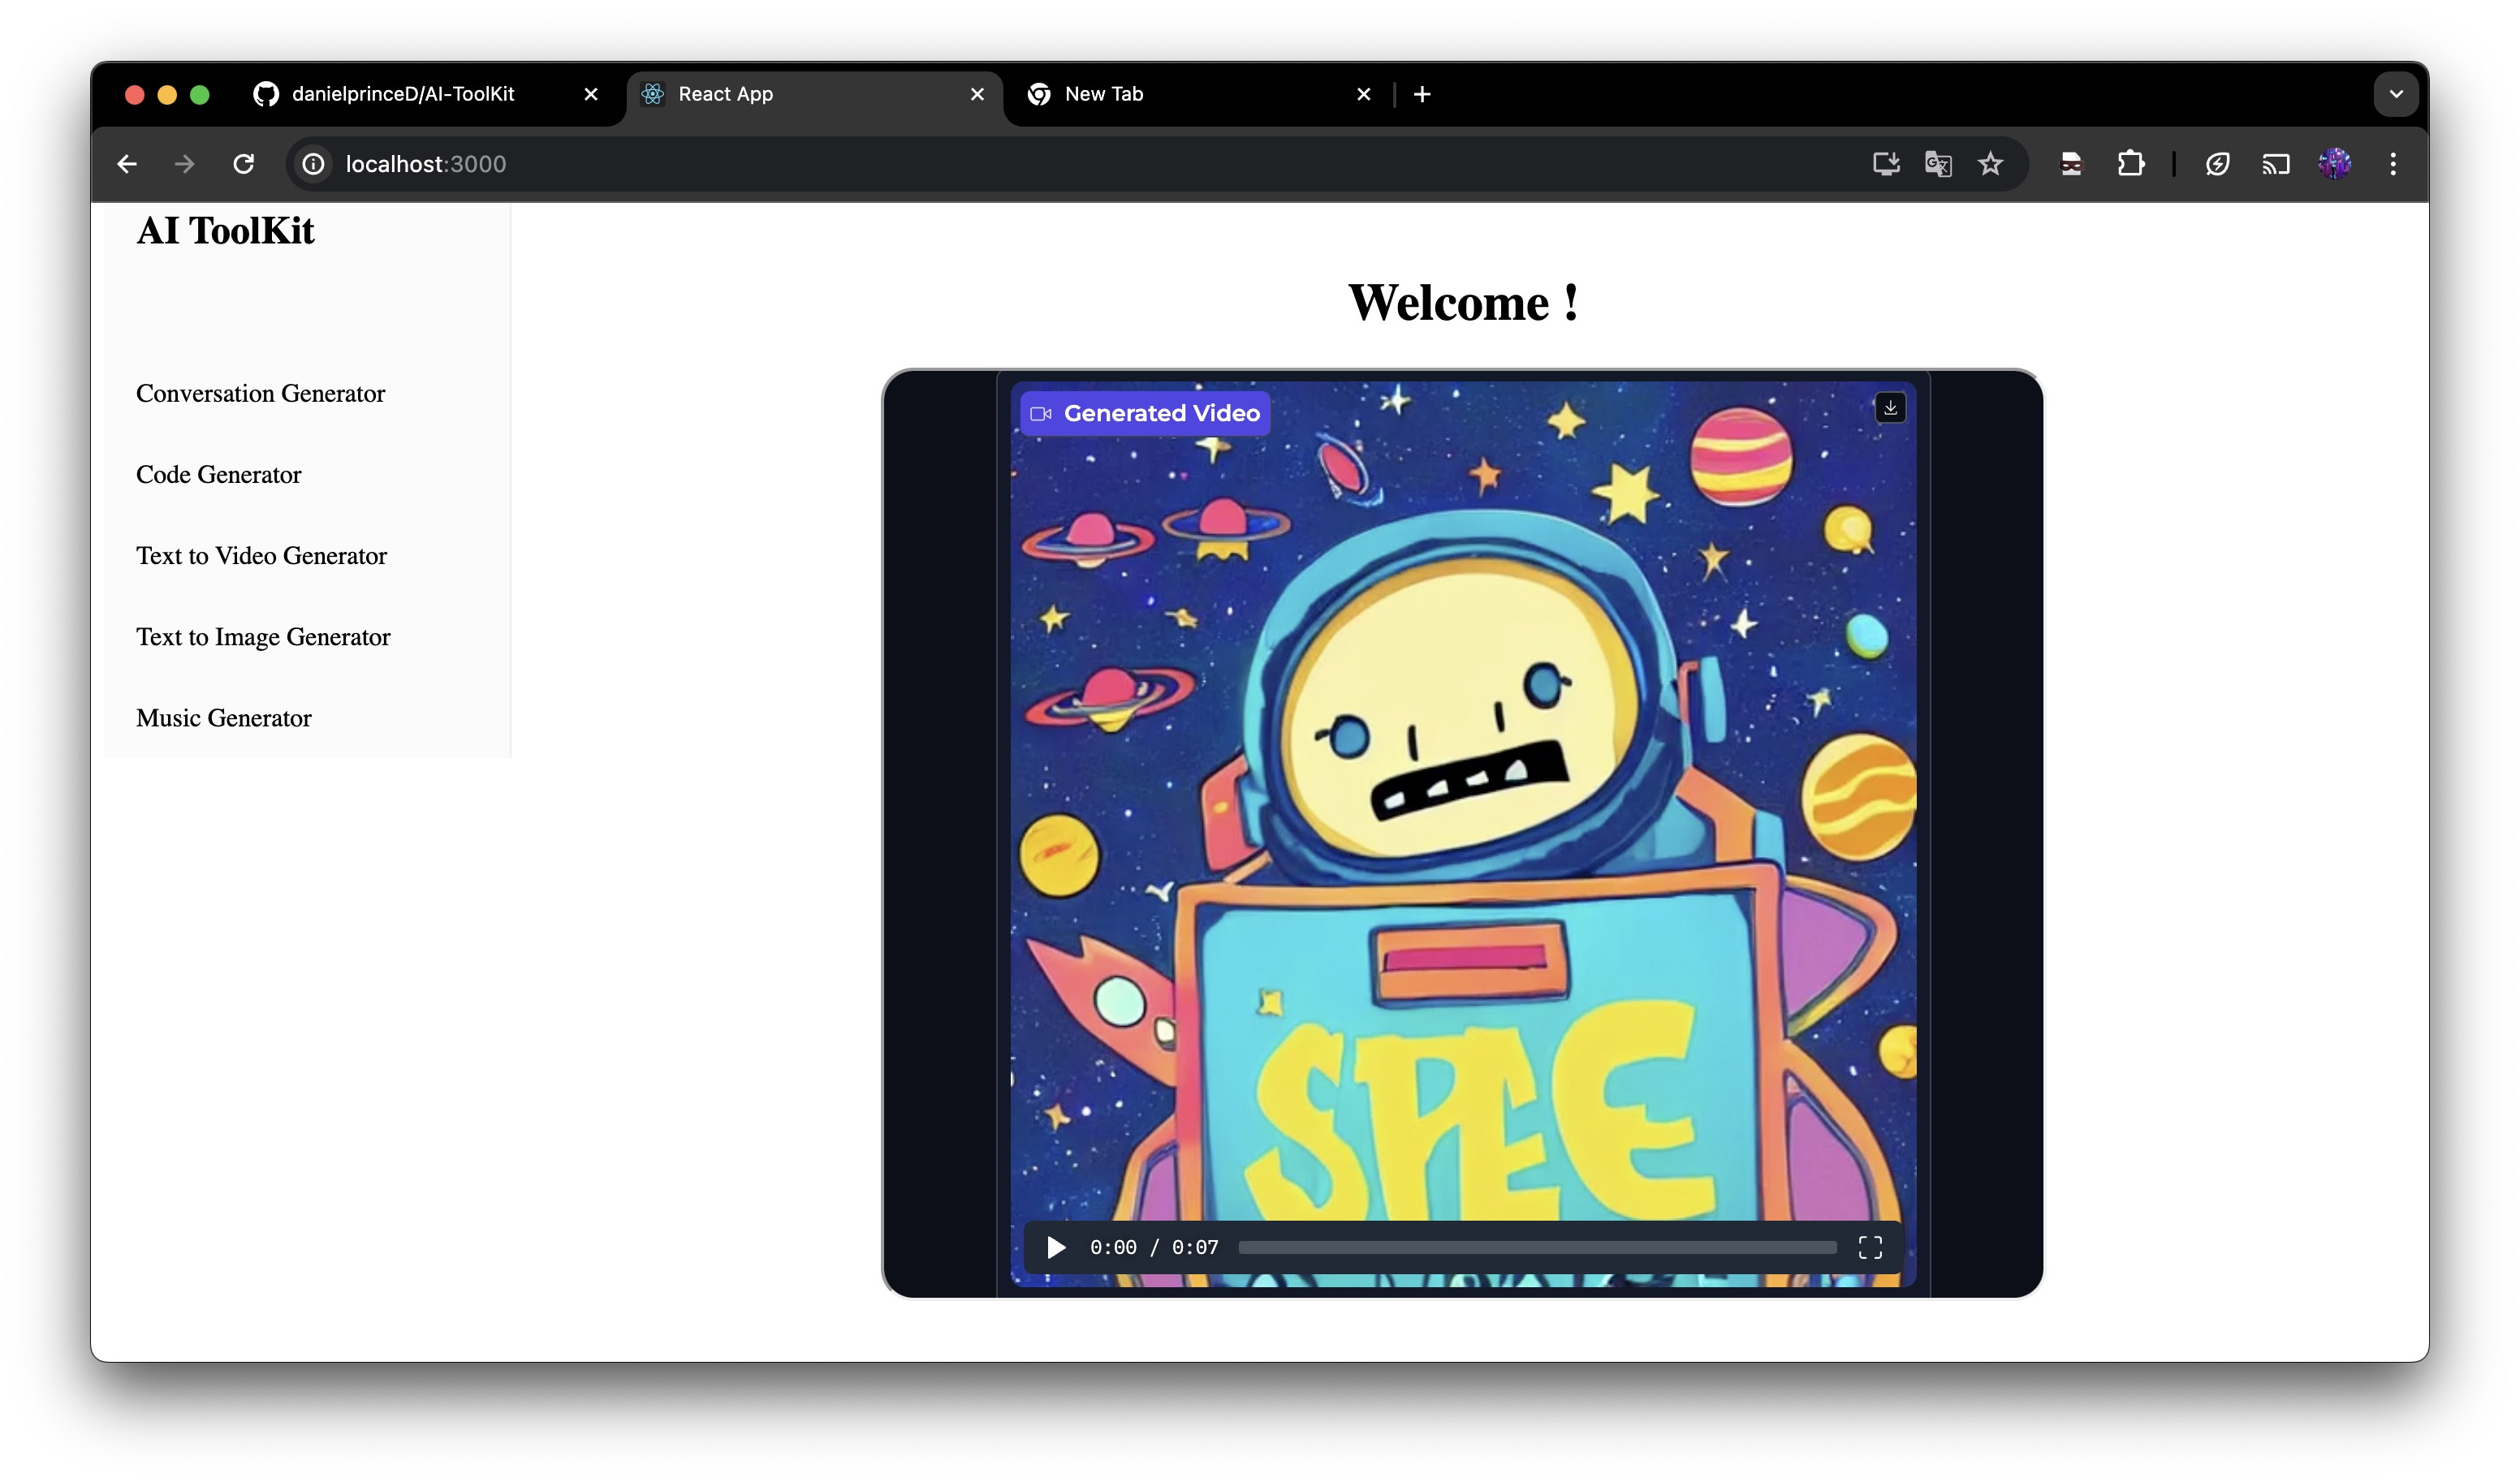 danielprinceD/AI-ToolKit
React App
New Tab
localhost:3000
AI ToolKit
Conversation Generator
Code Generator
Text to Video Generator
Text to Image Generator
Music Generator
Welcome !
Generated Video
SPEE
0:00 / 0:07